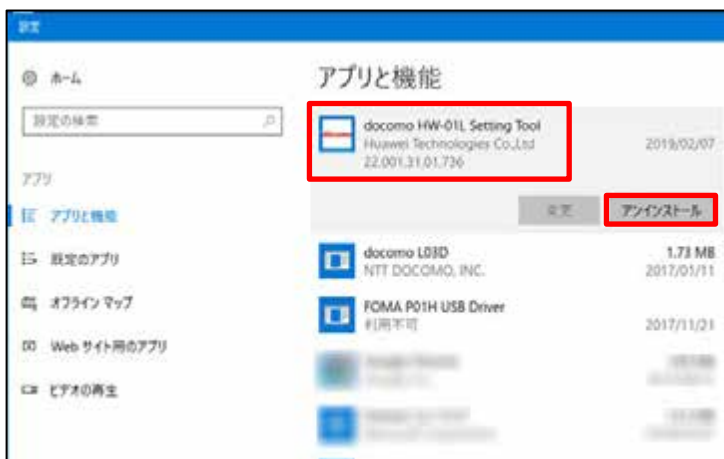 設定
ホーム
設定の検索
アプリ
アプリと機能
既定のアプリ
オフライン マップ
Web サイト用のアプリ
ビデオの再生
アプリと機能
docomo HW-01L Setting Tool
Huawei Technologies Co.,Ltd
22.001.31.01.736
2019/02/07
変更
アンインストール
docomo L03D
NTT DOCOMO, INC.
1.73 MB
2017/01/11
FOMA P01H USB Driver
利用不可
2017/11/21